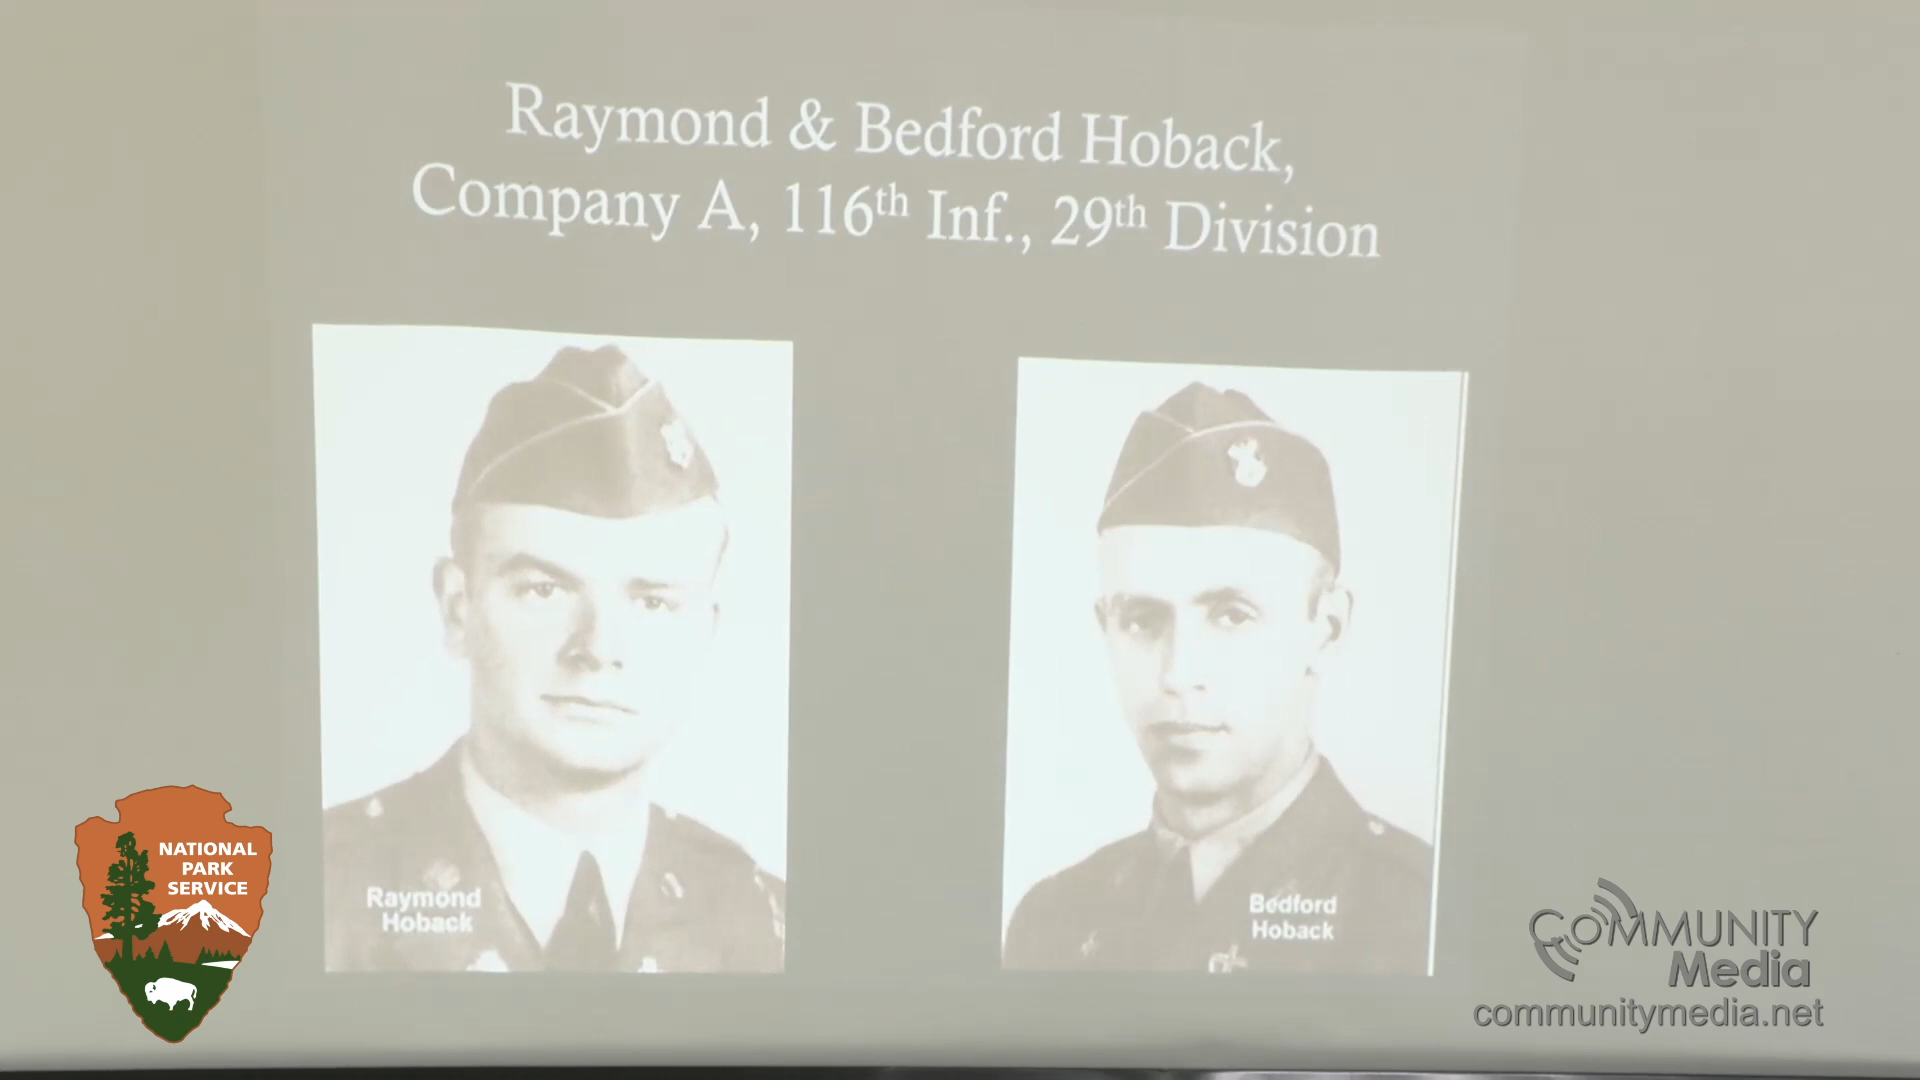 Raymond & Bedford Hoback,
Company A, 116th Inf., 29th Division
Raymond
Hoback
Bedford
Hoback
NATIONAL
PARK
SERVICE
COMMUNITY
Media
communitymedia.net